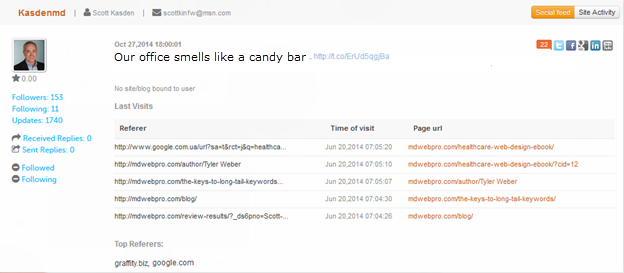 Kasdenmd | Scott Kasden | scottkinfw@msn.com
Social feed Site Activity
Oct 27,2014 18:00:01
22
Our office smells like a candy bar - http://t.co/ErUd5qgjBa
0.00
No site/blog bound to user
Followers: 153
Following: 11
Updates: 1740
Last Visits
Referer Time of visit Page url
Received Replies: 0
Sent Replies: 0
http://www.google.com.ua/url?sa=t&rct=j&q=healthca... Jun 20,2014 07:05:20 mdwebpro.com/healthcare-web-design-ebook/
Followed
Following
http://mdwebpro.com/author/Tyler Weber Jun 20,2014 07:05:10 mdwebpro.com/healthcare-web-design-ebook/?cid=12
http://mdwebpro.com/the-keys-to-long-tail-keywords... Jun 20,2014 07:05:07 mdwebpro.com/author/Tyler Weber
http://mdwebpro.com/blog/ Jun 20,2014 07:04:30 mdwebpro.com/the-keys-to-long-tail-keywords/
http://mdwebpro.com/review-results/?_ds6pno=Scott-... Jun 20,2014 07:04:26 mdwebpro.com/blog/
Top Referers:
graffity.biz, google.com